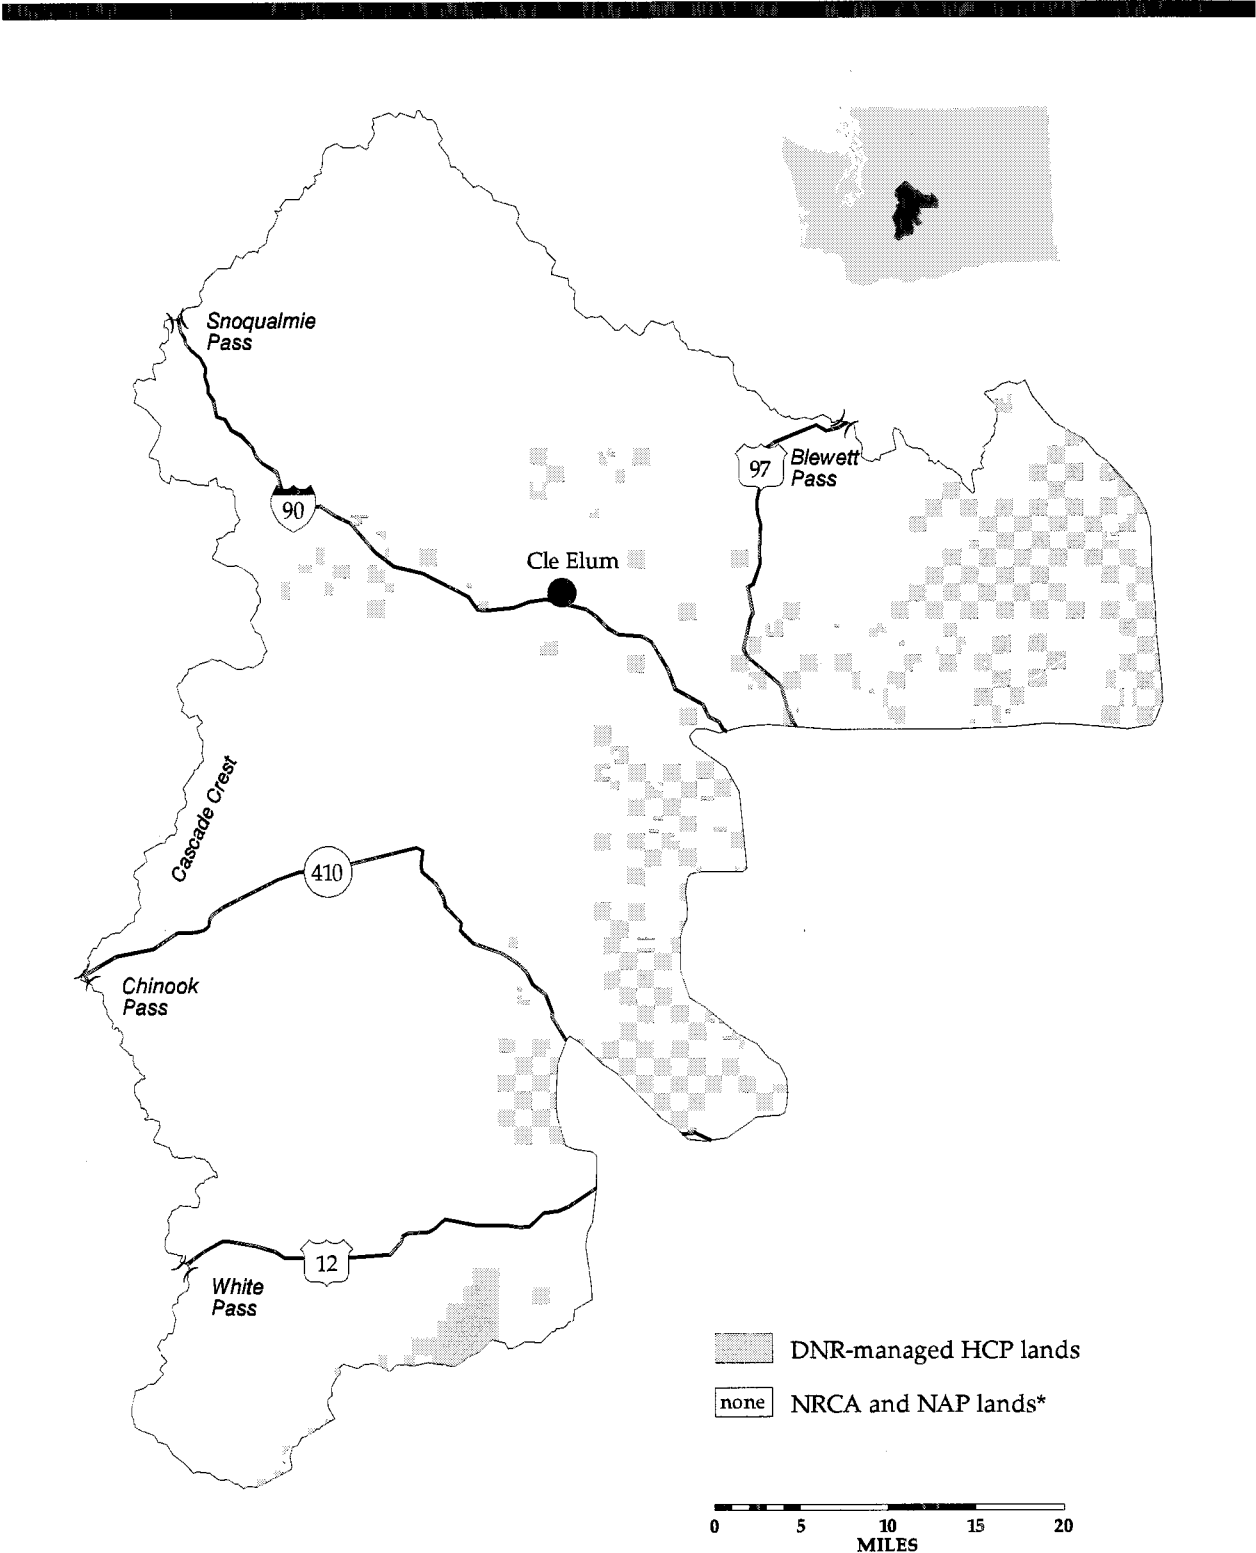 Snoqualmie
Pass
97
Blewett
Pass
90
Cle Elum
Cascade Crest
410
Chinook
Pass
12
White
Pass
DNR-managed HCP lands
none
NRCA and NAP lands*
0 5 10 15 20
MILES